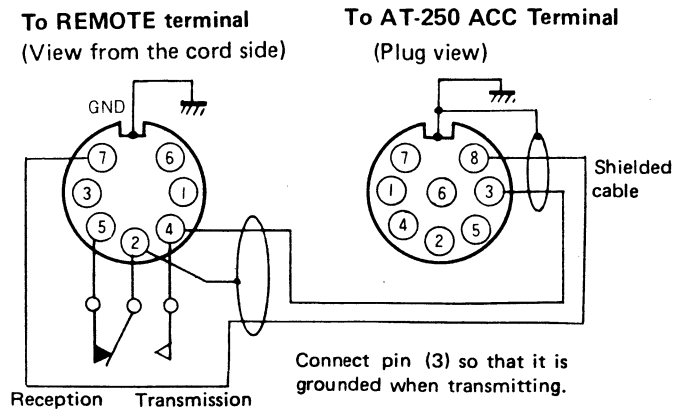 To REMOTE terminal
(View from the cord side)
To AT-250 ACC Terminal
(Plug view)
GND
7
6
3
1
5
4
2
7
8
1
6
3
4
2
5
Shielded
cable
Connect pin (3) so that it is
grounded when transmitting.
Reception
Transmission